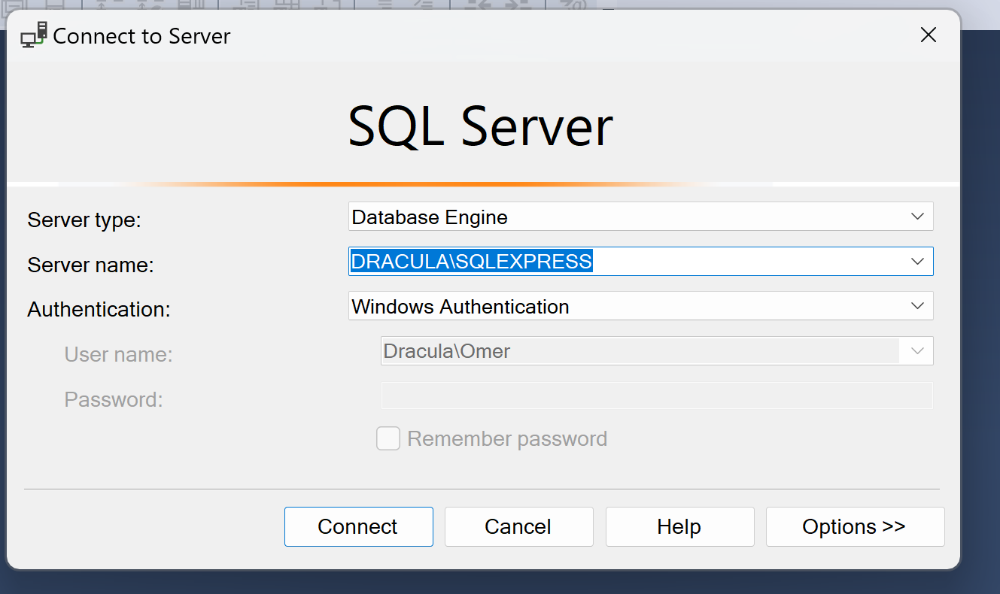 Connect to Server
SQL Server
Server type: Database Engine
Server name: DRACULA\SQLEXPRESS
Authentication: Windows Authentication
User name: Dracula\Omer
Password:
Remember password
Connect Cancel Help Options >>